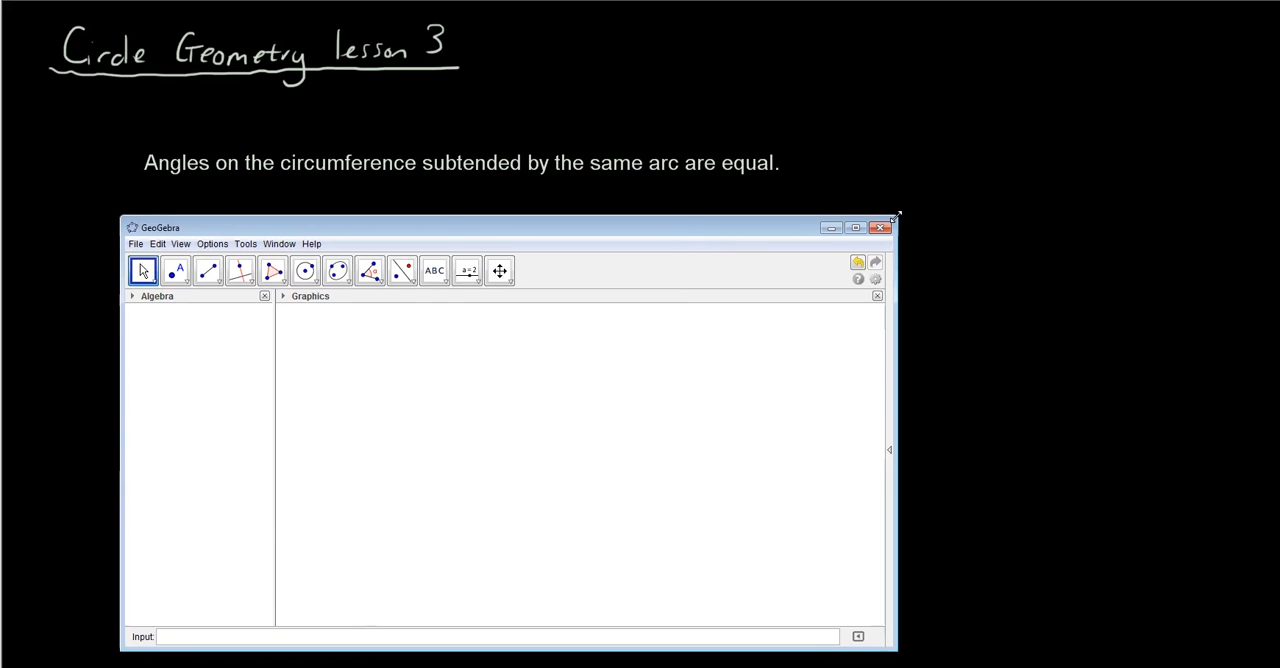 Circle Geometry lesson 3
Angles on the circumference subtended by the same arc are equal.
GeoGebra
File Edit View Options Tools Window Help
A
α
ABC
a=2
Algebra
Graphics
Input: